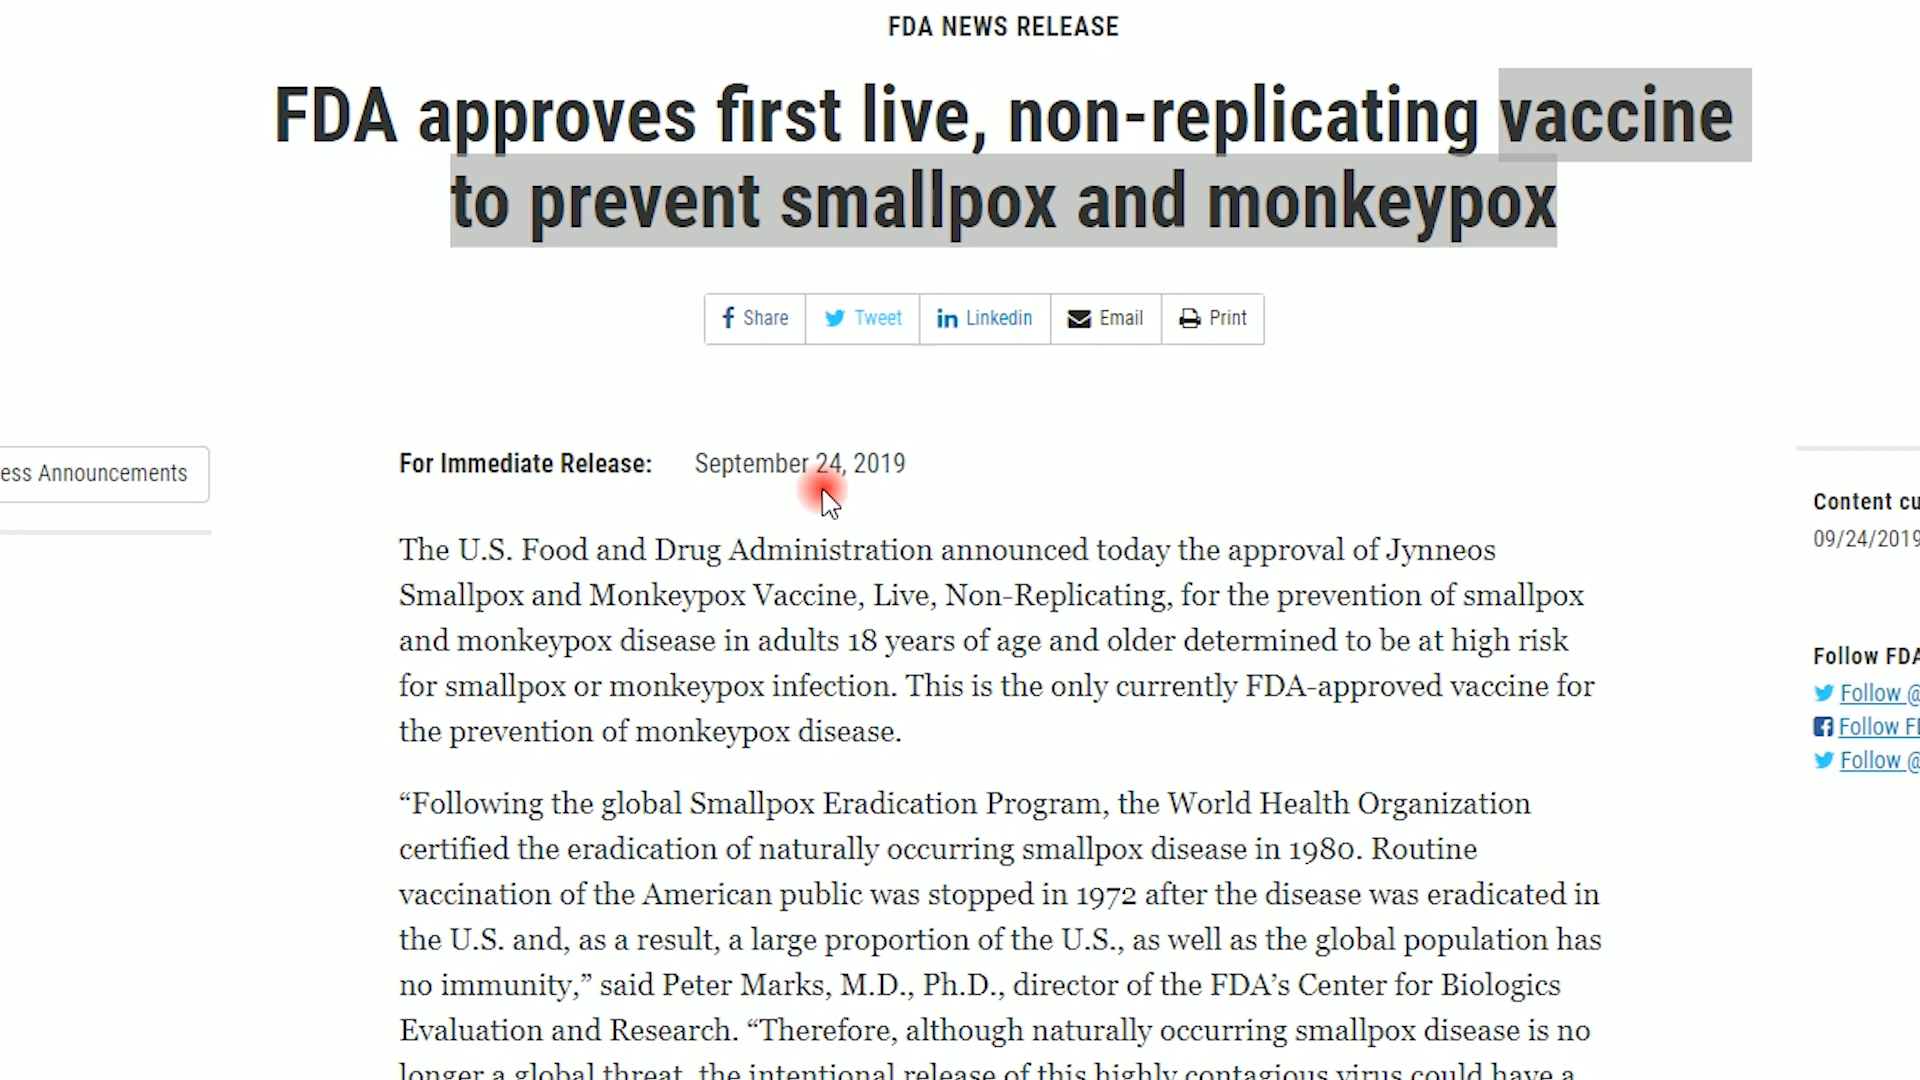 FDA NEWS RELEASE
FDA approves first live, non-replicating vaccine
to prevent smallpox and monkeypox
Share
Tweet
Linkedin
Email
Print
ess Announcements
For Immediate Release: September 24, 2019
The U.S. Food and Drug Administration announced today the approval of Jynneos
Smallpox and Monkeypox Vaccine, Live, Non-Replicating, for the prevention of smallpox
and monkeypox disease in adults 18 years of age and older determined to be at high risk
for smallpox or monkeypox infection. This is the only currently FDA-approved vaccine for
the prevention of monkeypox disease.
“Following the global Smallpox Eradication Program, the World Health Organization
certified the eradication of naturally occurring smallpox disease in 1980. Routine
vaccination of the American public was stopped in 1972 after the disease was eradicated in
the U.S. and, as a result, a large proportion of the U.S., as well as the global population has
no immunity,” said Peter Marks, M.D., Ph.D., director of the FDA’s Center for Biologics
Evaluation and Research. “Therefore, although naturally occurring smallpox disease is no
longer a global threat, the intentional release of this highly contagious virus could have a
Content cu
09/24/2019
Follow FDA
Follow @
Follow FD
Follow @